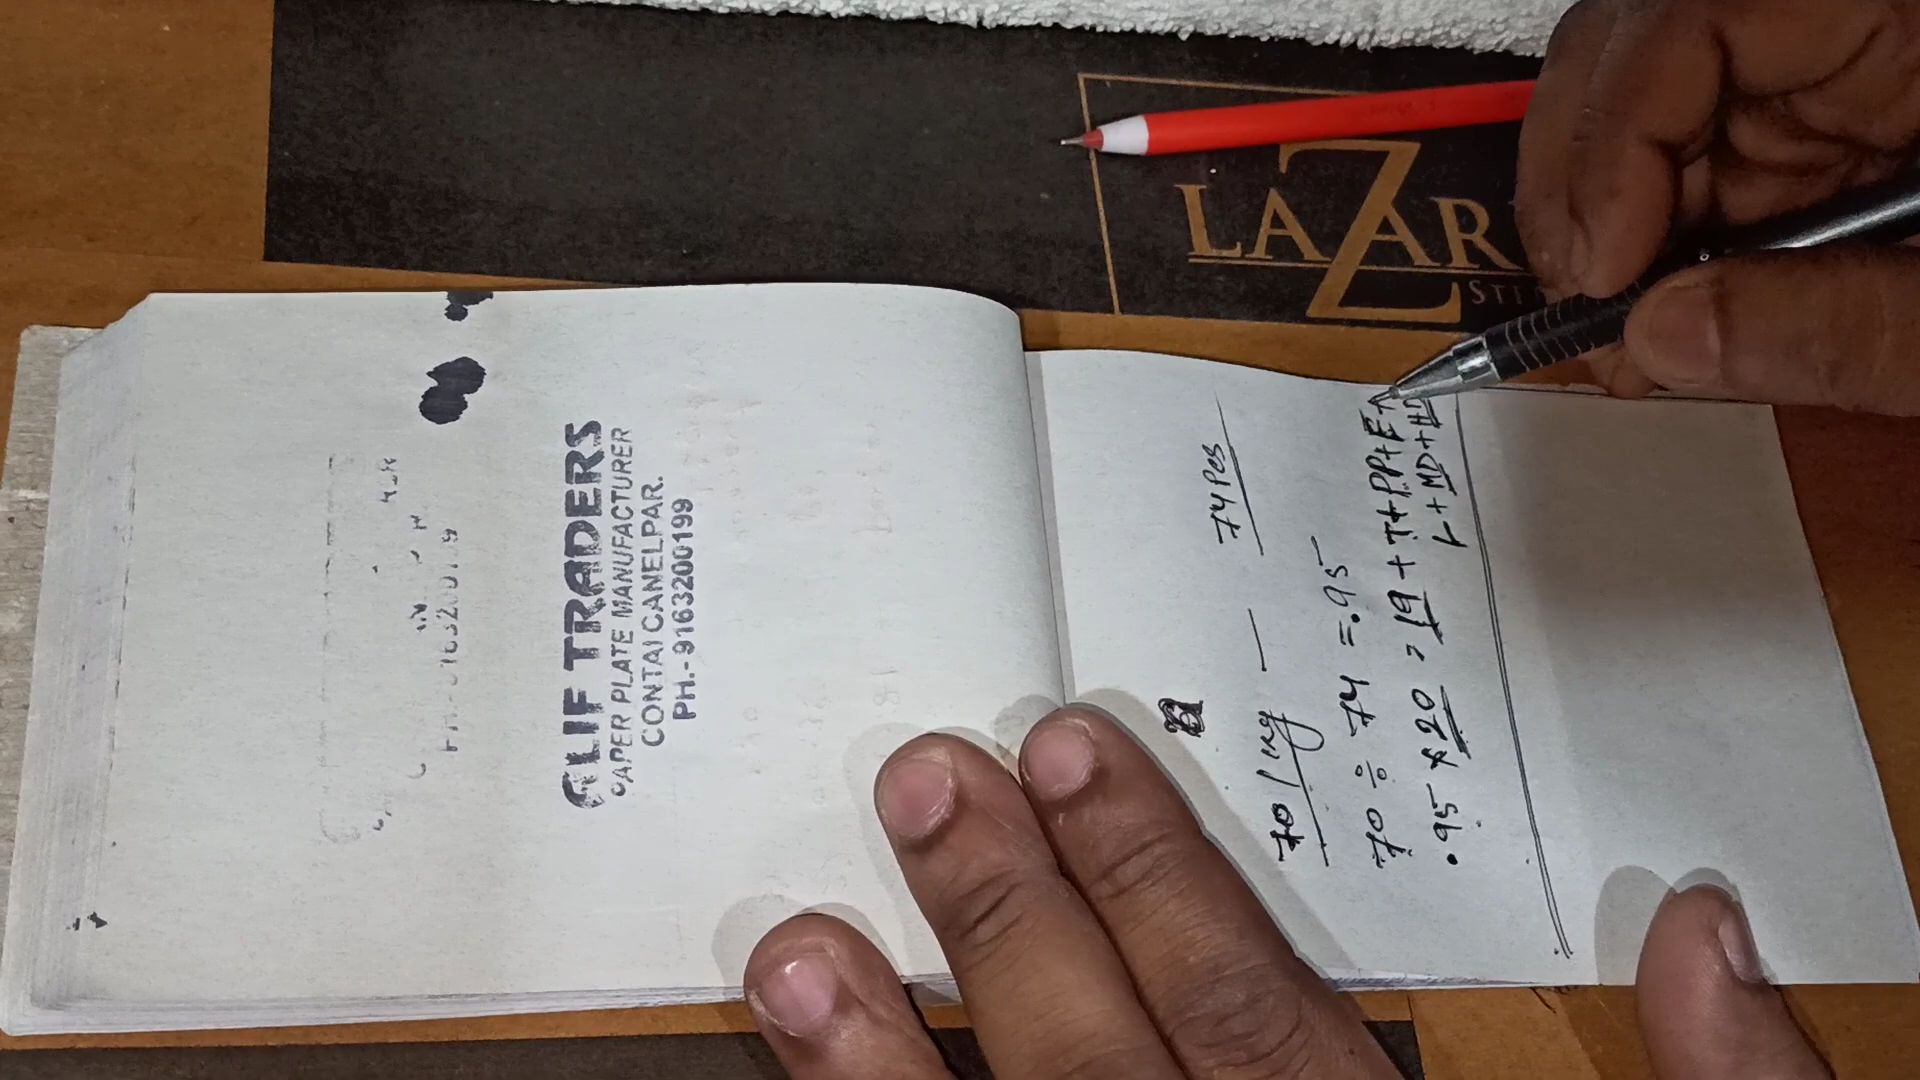 LAZAR
ALIF TRADERS
PAPER PLATE MANUFACTURER
CONTAI CANELPAR.
PH.-9163200199
70/kg — 74 Pcs
70 ÷ 74 = .95
.95 x 20 = 19 + T+PP+E+
L+MD+HD